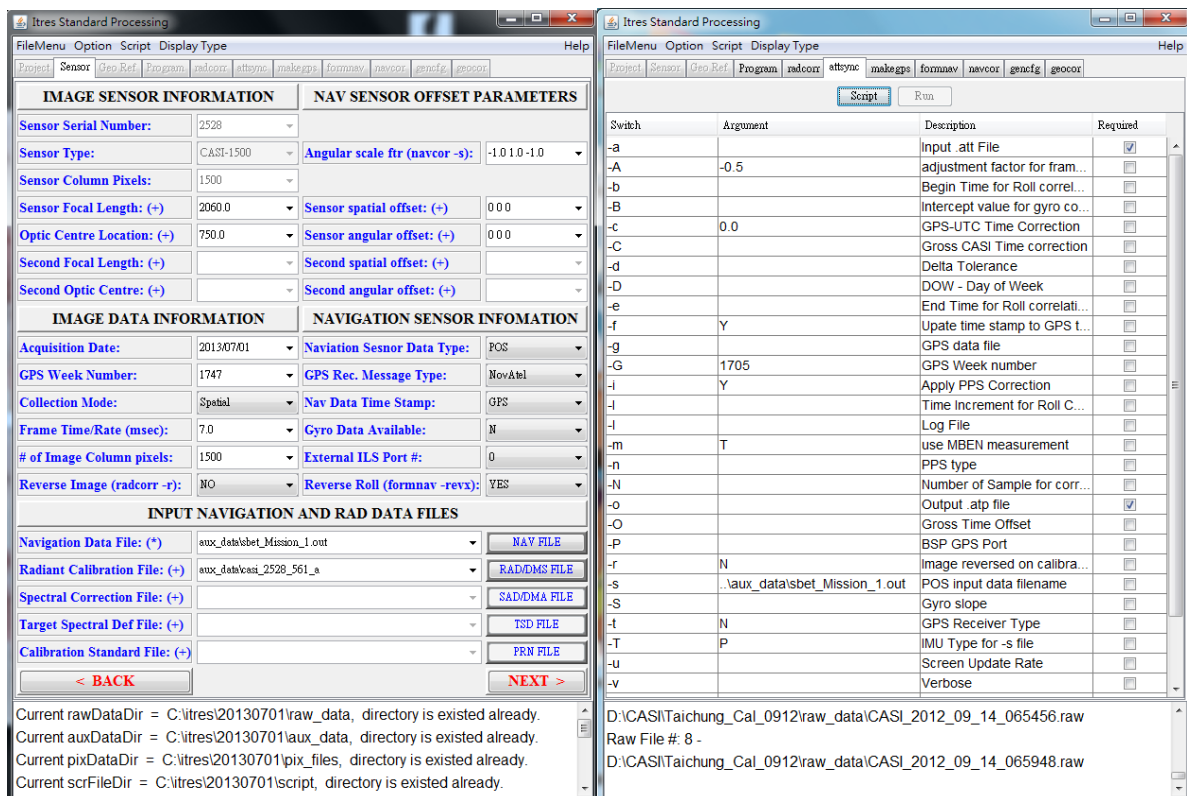 Itres Standard Processing
FileMenu Option Script Display Type Help
Project Sensor Geo Ref Program radcorr attsync makegps formnav navcor gencfg geocor
IMAGE SENSOR INFORMATION
NAV SENSOR OFFSET PARAMETERS
Sensor Serial Number: 2528
Sensor Type: CASI-1500 Angular scale ftr (navcor -s): -1.0 1.0 -1.0
Sensor Column Pixels: 1500
Sensor Focal Length: (+) 2060.0 Sensor spatial offset: (+) 0 0 0
Optic Centre Location: (+) 750.0 Sensor angular offset: (+) 0 0 0
Second Focal Length: (+) Second spatial offset: (+)
Second Optic Centre: (+) Second angular offset: (+)
IMAGE DATA INFORMATION
NAVIGATION SENSOR INFOMATION
Acquisition Date: 2013/07/01 Naviation Sesnor Data Type: POS
GPS Week Number: 1747 GPS Rec. Message Type: NovAtel
Collection Mode: Spatial Nav Data Time Stamp: GPS
Frame Time/Rate (msec): 7.0 Gyro Data Available: N
# of Image Column pixels: 1500 External ILS Port #: 0
Reverse Image (radcorr -r): NO Reverse Roll (formnav -revx): YES
INPUT NAVIGATION AND RAD DATA FILES
Navigation Data File: (*) aux_data\sbet_Mission_1.out NAV FILE
Radiant Calibration File: (+) aux_data\casi_2528_561_a RAD/DMS FILE
Spectral Correction File: (+) SAD/DMA FILE
Target Spectral Def File: (+) TSD FILE
Calibration Standard File: (+) PRN FILE
< BACK NEXT >
Current rawDataDir = C:\itres\20130701\raw_data, directory is existed already.
Current auxDataDir = C:\itres\20130701\aux_data, directory is existed already.
Current pixDataDir = C:\itres\20130701\pix_files, directory is existed already.
Current scrFileDir = C:\itres\20130701\script, directory is existed already.
Itres Standard Processing
FileMenu Option Script Display Type Help
Project Sensor Geo Ref Program radcorr attsync makegps formnav navcor gencfg geocor
Script Run
Switch Argument Description Required
-a Input .att File
-A -0.5 adjustment factor for fram...
-b Begin Time for Roll correl...
-B Intercept value for gyro co...
-c 0.0 GPS-UTC Time Correction
-C Gross CASI Time correction
-d Delta Tolerance
-D DOW - Day of Week
-e End Time for Roll correlati...
-f Y Upate time stamp to GPS t...
-g GPS data file
-G 1705 GPS Week number
-i Y Apply PPS Correction
-I Time Increment for Roll C...
-l Log File
-m T use MBEN measurement
-n PPS type
-N Number of Sample for corr...
-o Output .atp file
-O Gross Time Offset
-P BSP GPS Port
-r N Image reversed on calibra...
-s ..\aux_data\sbet_Mission_1.out POS input data filename
-S Gyro slope
-t N GPS Receiver Type
-T P IMU Type for -s file
-u Screen Update Rate
-v Verbose
D:\CASI\Taichung_Cal_0912\raw_data\CASI_2012_09_14_065456.raw
Raw File #: 8 -
D:\CASI\Taichung_Cal_0912\raw_data\CASI_2012_09_14_065948.raw